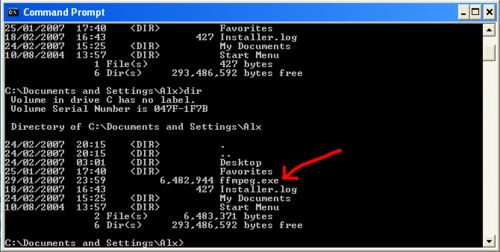 Command Prompt
25/01/2007  17:40    <DIR>          Favorites
18/02/2007  16:43               427 Installer.log
24/02/2007  15:25    <DIR>          My Documents
10/08/2004  13:57    <DIR>          Start Menu
1 File(s)            427 bytes
6 Dir(s)     293,486,592 bytes free
C:\Documents and Settings\Alx>dir
Volume in drive C has no label.
Volume Serial Number is 047F-1F7B
Directory of C:\Documents and Settings\Alx
24/02/2007  20:15    <DIR>          .
24/02/2007  20:15    <DIR>          ..
24/02/2007  03:01    <DIR>          Desktop
25/01/2007  17:40    <DIR>          Favorites
29/01/2007  23:59         6,482,944 ffmpeg.exe
18/02/2007  16:43               427 Installer.log
24/02/2007  15:25    <DIR>          My Documents
10/08/2004  13:57    <DIR>          Start Menu
2 File(s)      6,483,371 bytes
6 Dir(s)     293,486,592 bytes free
C:\Documents and Settings\Alx>